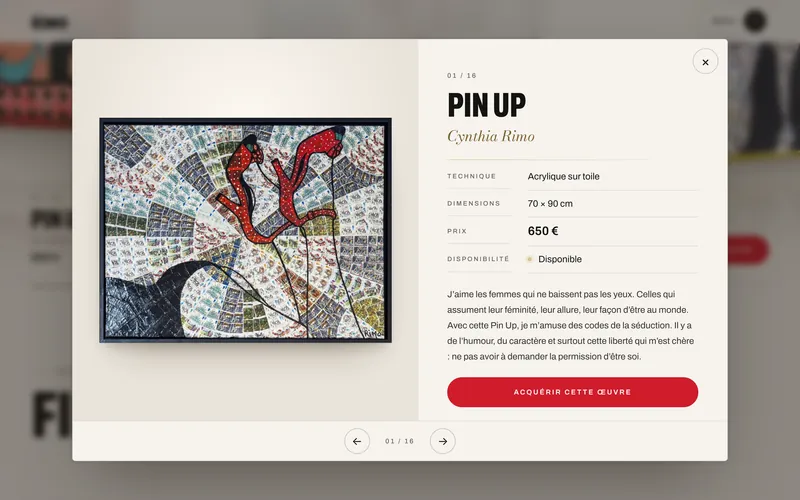 RIMO
01 / 16
PIN UP
Cynthia Rimo
TECHNIQUE Acrylique sur toile
DIMENSIONS 70 × 90 cm
PRIX 650 €
DISPONIBILITÉ Disponible
J'aime les femmes qui ne baissent pas les yeux. Celles qui
assument leur féminité, leur allure, leur façon d'être au monde.
Avec cette Pin Up, je m'amuse des codes de la séduction. Il y a
de l'humour, du caractère et surtout cette liberté qui m'est chère
: ne pas avoir à demander la permission d'être soi.
ACQUÉRIR CETTE ŒUVRE
01 / 16